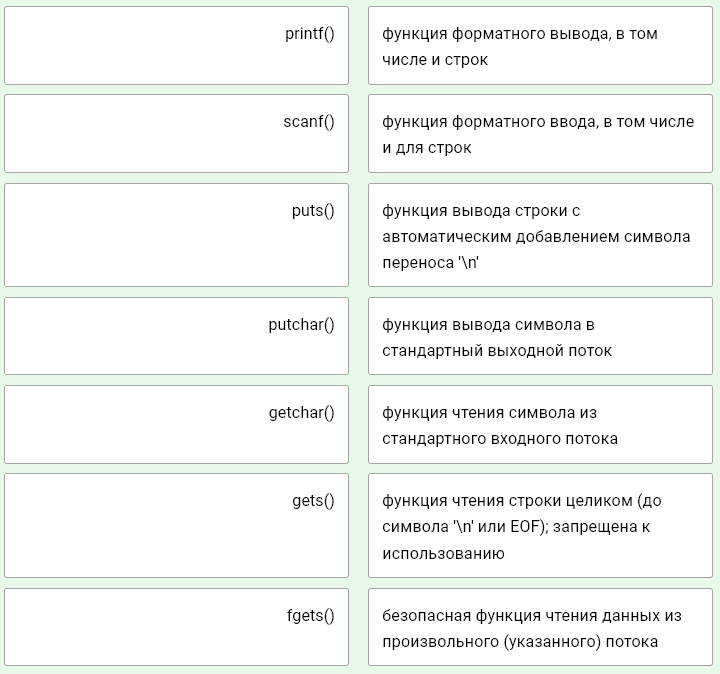 printf()
функция форматного вывода, в том
числе и строк
scanf()
функция форматного ввода, в том числе
и для строк
puts()
функция вывода строки с
автоматическим добавлением символа
переноса '\n'
putchar()
функция вывода символа в
стандартный выходной поток
getchar()
функция чтения символа из
стандартного входного потока
gets()
функция чтения строки целиком (до
символа '\n' или EOF); запрещена к
использованию
fgets()
безопасная функция чтения данных из
произвольного (указанного) потока